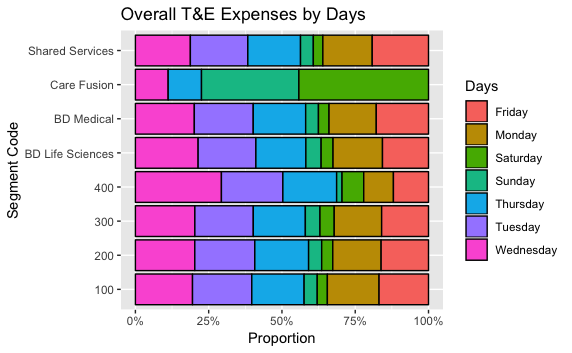 Overall T&E Expenses by Days
Segment Code
Shared Services
Care Fusion
BD Medical
BD Life Sciences
400
300
200
100
0%
25%
50%
75%
100%
Proportion
Days
Friday
Monday
Saturday
Sunday
Thursday
Tuesday
Wednesday